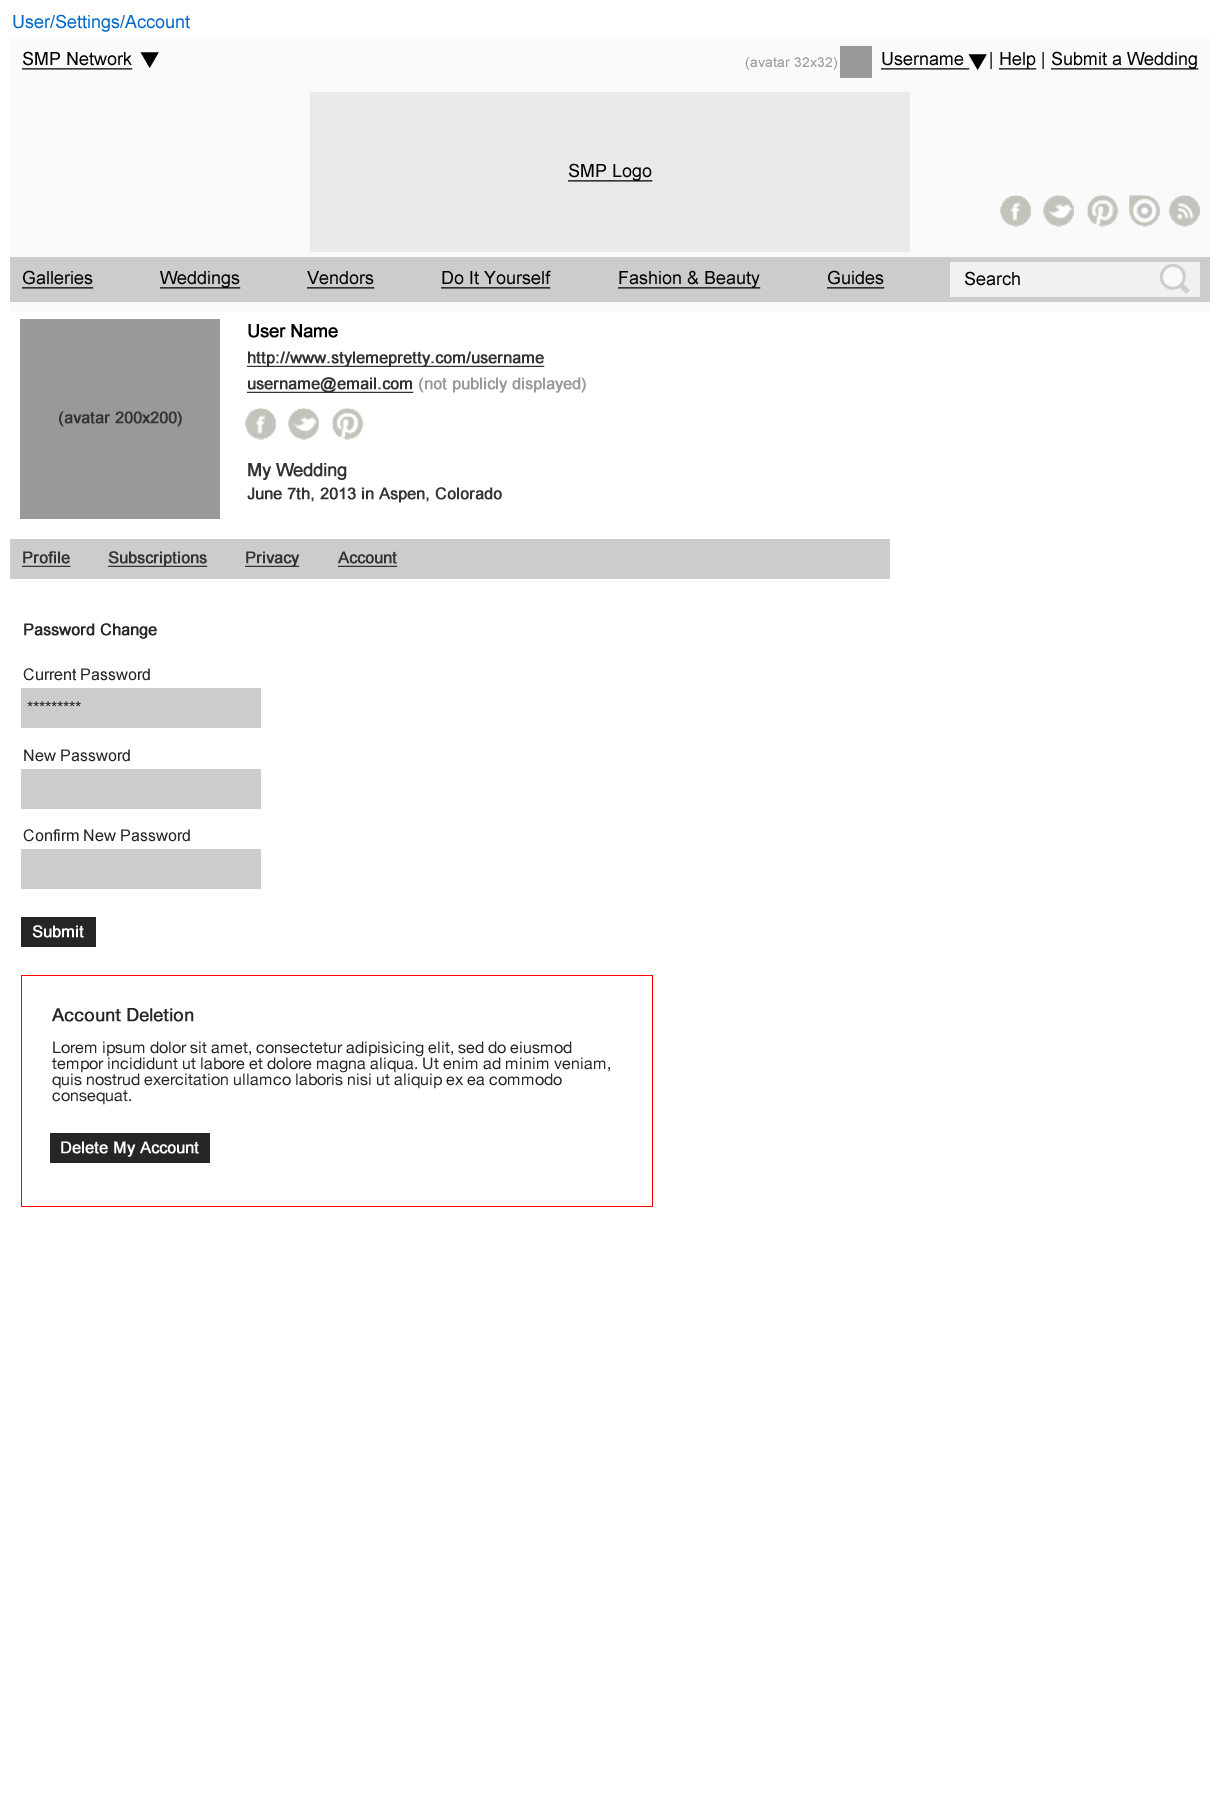 User/Settings/Account
SMP Network
(avatar 32x32) Username | Help | Submit a Wedding
SMP Logo
Galleries Weddings Vendors Do It Yourself Fashion & Beauty Guides Search
(avatar 200x200)
User Name
http://www.stylemepretty.com/username
username@email.com (not publicly displayed)
My Wedding
June 7th, 2013 in Aspen, Colorado
Profile Subscriptions Privacy Account
Password Change
Current Password
*********
New Password
Confirm New Password
Submit
Account Deletion
Lorem ipsum dolor sit amet, consectetur adipisicing elit, sed do eiusmod
tempor incididunt ut labore et dolore magna aliqua. Ut enim ad minim veniam,
quis nostrud exercitation ullamco laboris nisi ut aliquip ex ea commodo
consequat.
Delete My Account